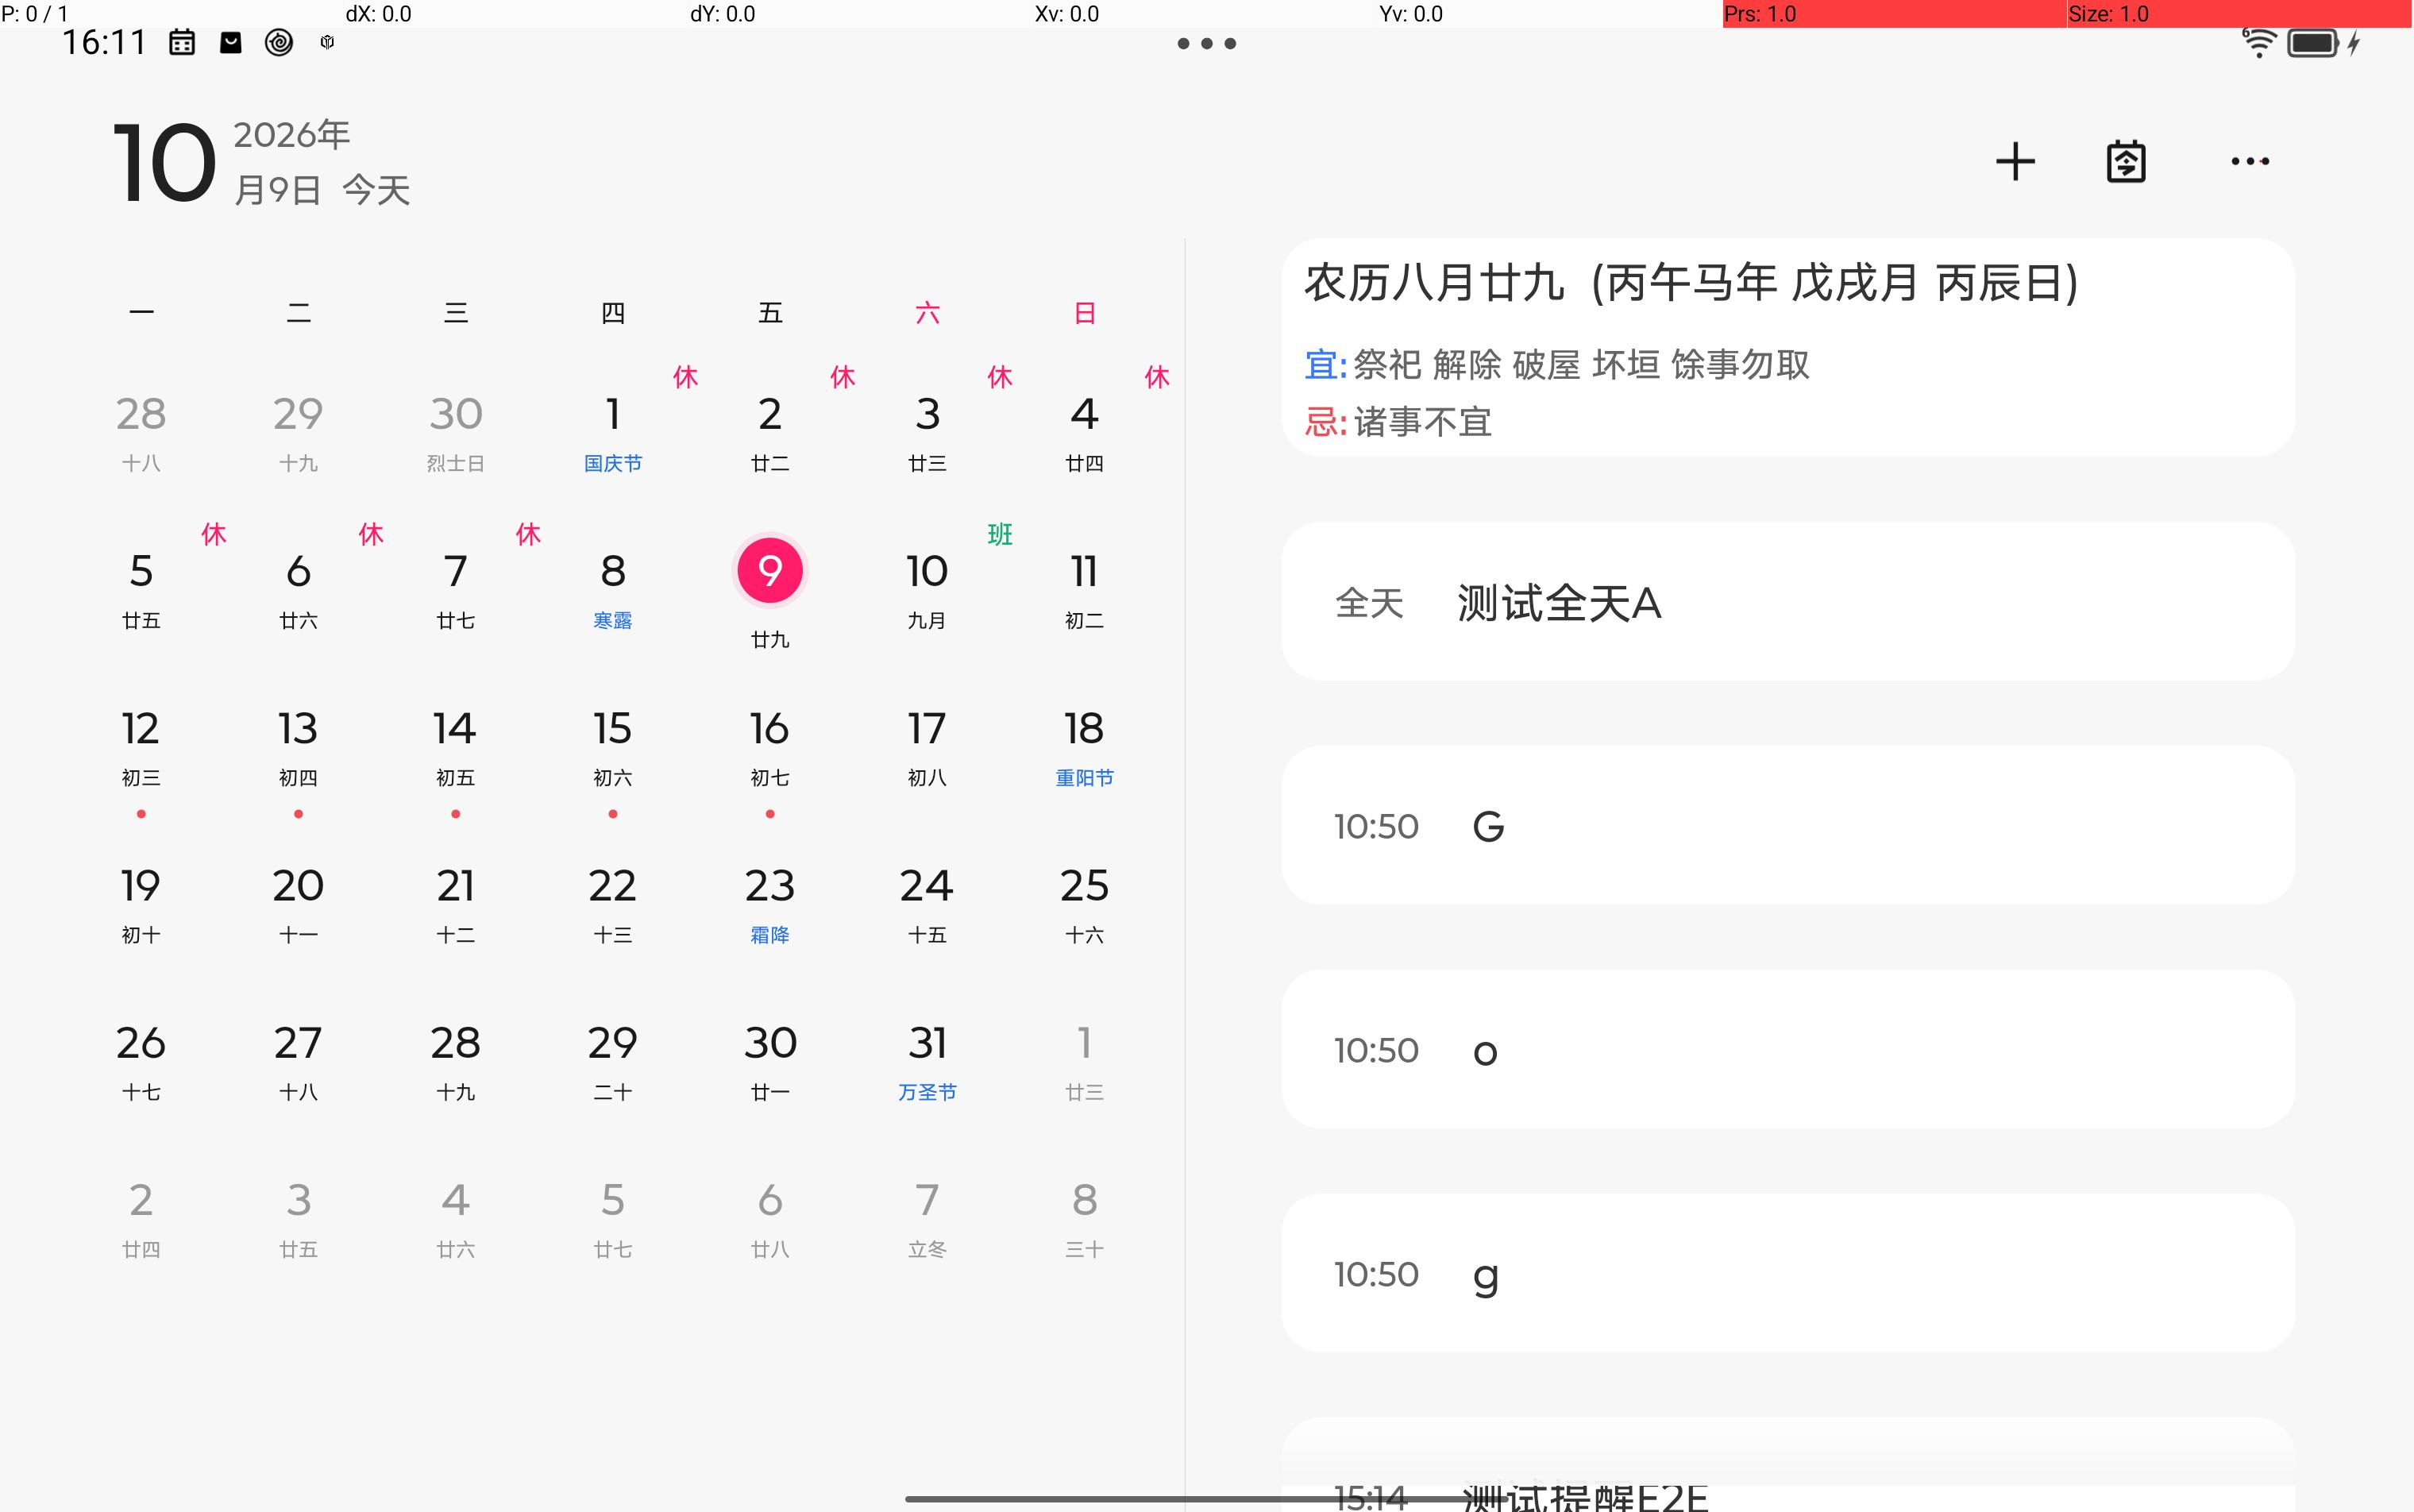 P: 0 / 1 dX: 0.0 dY: 0.0 Xv: 0.0 Yv: 0.0 Prs: 1.0 Size: 1.0
16:11
6
10 2026年
月9日 今天
一 二 三 四 五 六 日
休 休 休 休
28 29 30 1 2 3 4
十八 十九 烈士日 国庆节 廿二 廿三 廿四
休 休 休 班
5 6 7 8 9 10 11
廿五 廿六 廿七 寒露 廿九 九月 初二
12 13 14 15 16 17 18
初三 初四 初五 初六 初七 初八 重阳节
19 20 21 22 23 24 25
初十 十一 十二 十三 霜降 十五 十六
26 27 28 29 30 31 1
十七 十八 十九 二十 廿一 万圣节 廿三
2 3 4 5 6 7 8
廿四 廿五 廿六 廿七 廿八 立冬 三十
今
农历八月廿九 (丙午马年 戊戌月 丙辰日)
宜: 祭祀 解除 破屋 坏垣 馀事勿取
忌: 诸事不宜
全天 测试全天A
10:50 G
10:50 o
10:50 g
15:14 测试提醒E2E